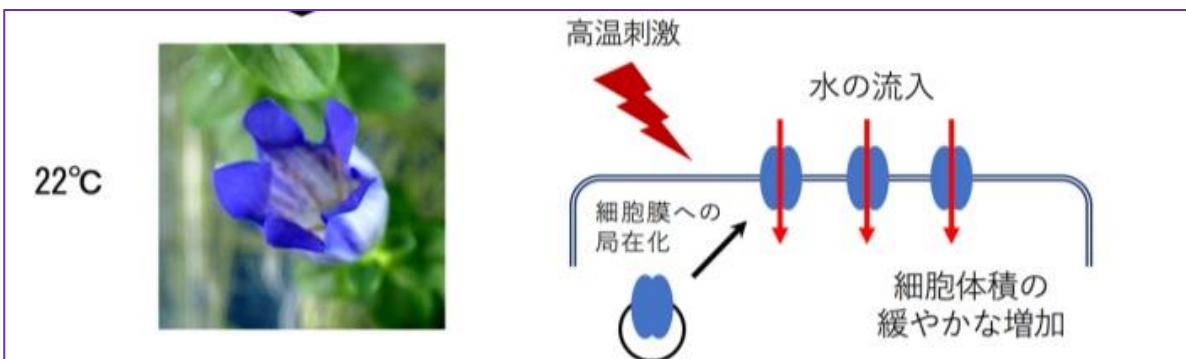 高温刺激
水の流入
22℃
細胞膜への
局在化
細胞体積の
緩やかな増加